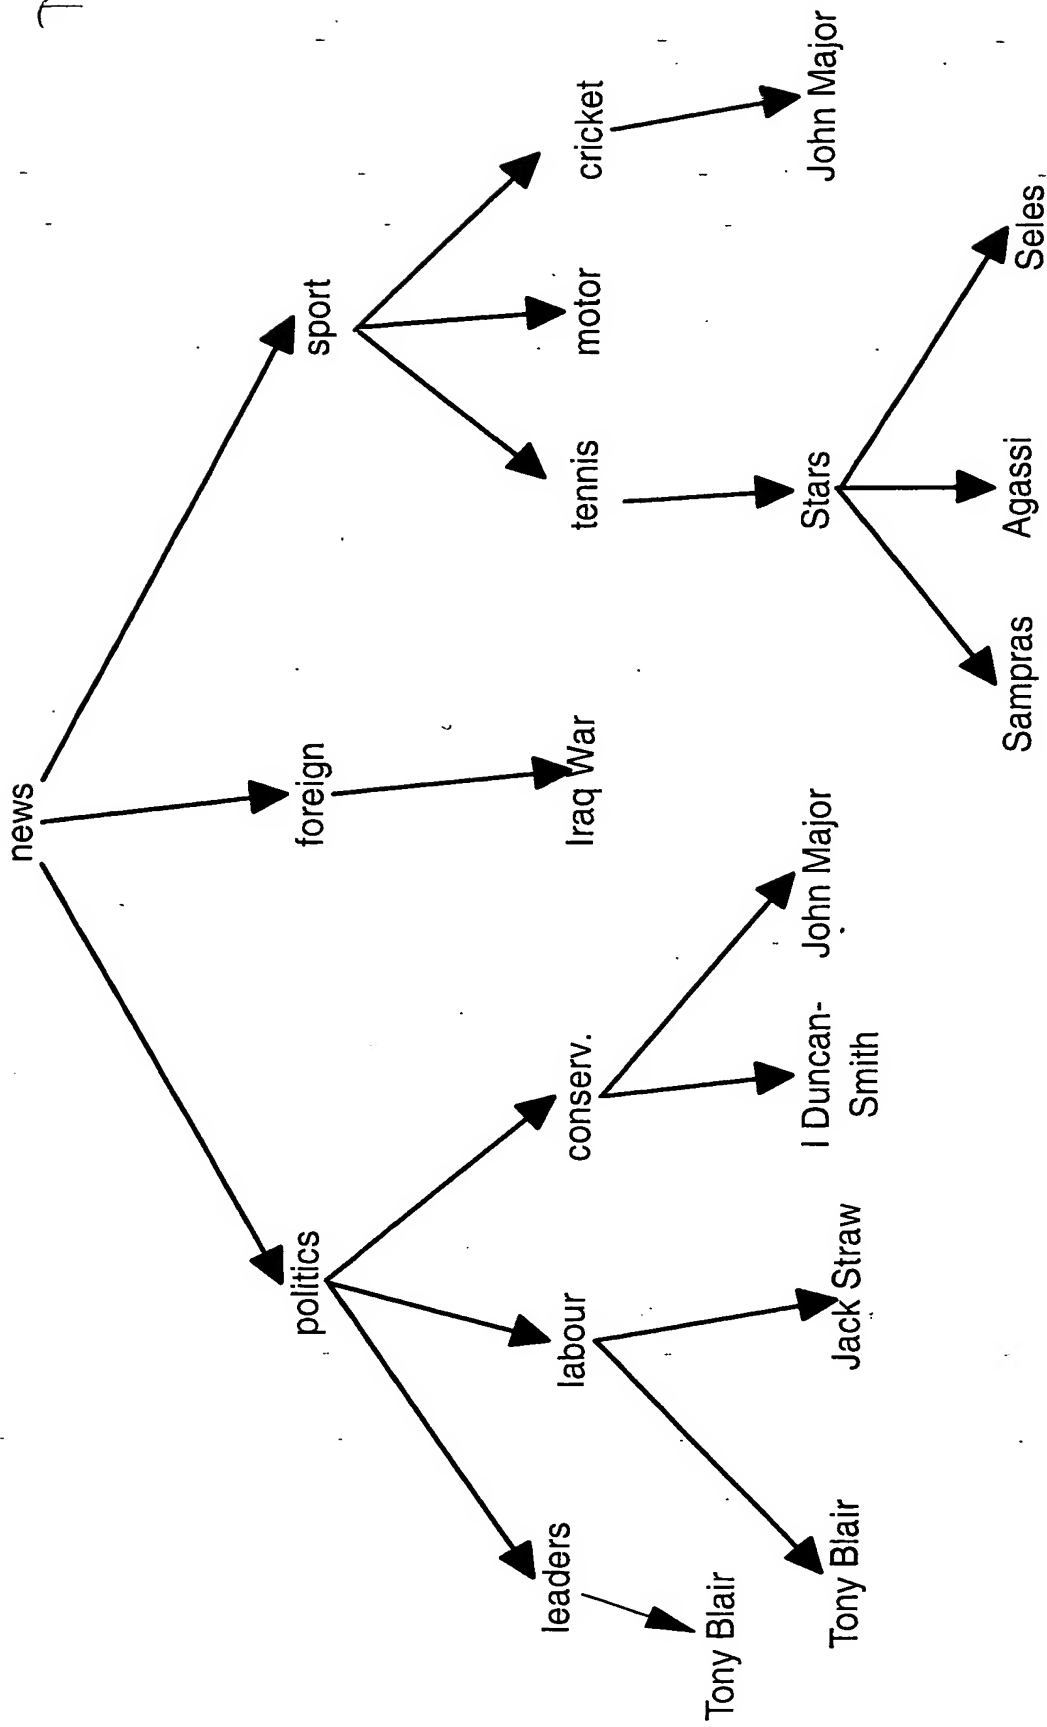 news
politics
foreign
sport
leaders
labour
conserv.
Iraq War
tennis
motor
cricket
Tony Blair
Tony Blair
Jack Straw
I Duncan-
Smith
John Major
Stars
John Major
Sampras
Agassi
Seles